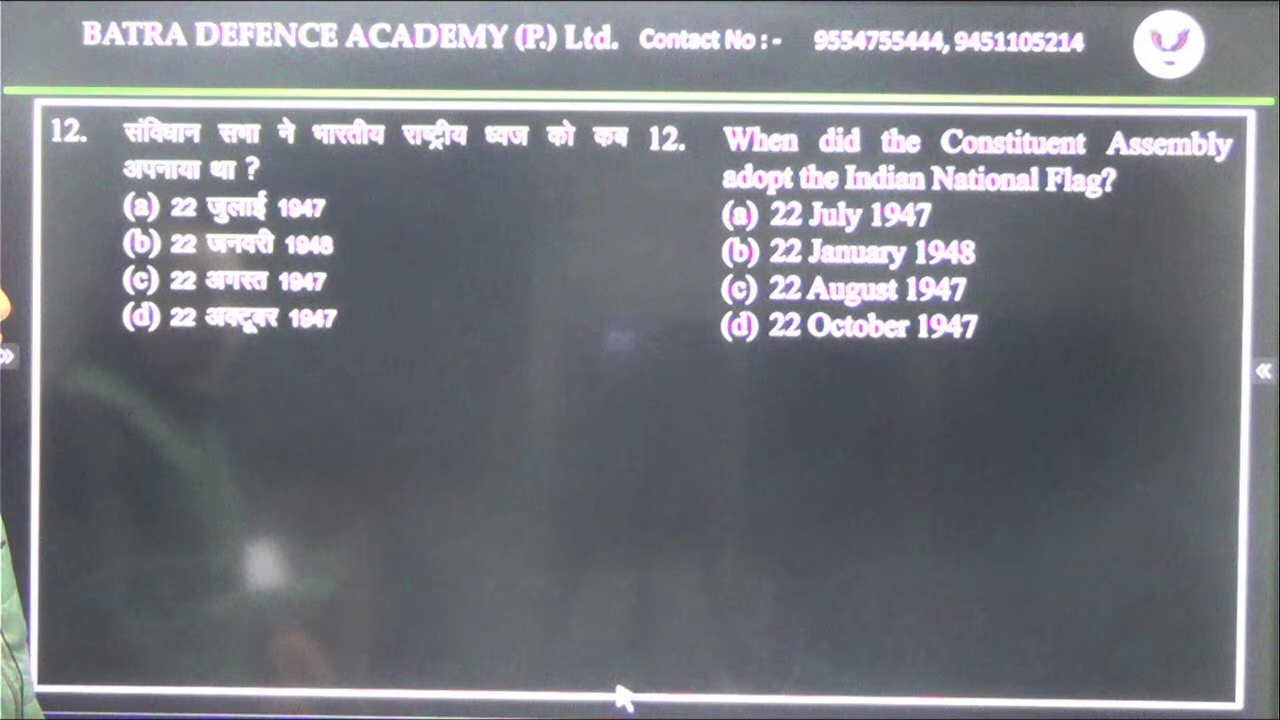 BATRA DEFENCE ACADEMY (P.) Ltd. Contact No :- 9554755444, 9451105214
12. संविधान सभा ने भारतीय राष्ट्रीय ध्वज को कब
अपनाया था ?
(a) 22 जुलाई 1947
(b) 22 जनवरी 1948
(c) 22 अगस्त 1947
(d) 22 अक्टूबर 1947
12. When did the Constituent Assembly
adopt the Indian National Flag?
(a) 22 July 1947
(b) 22 January 1948
(c) 22 August 1947
(d) 22 October 1947